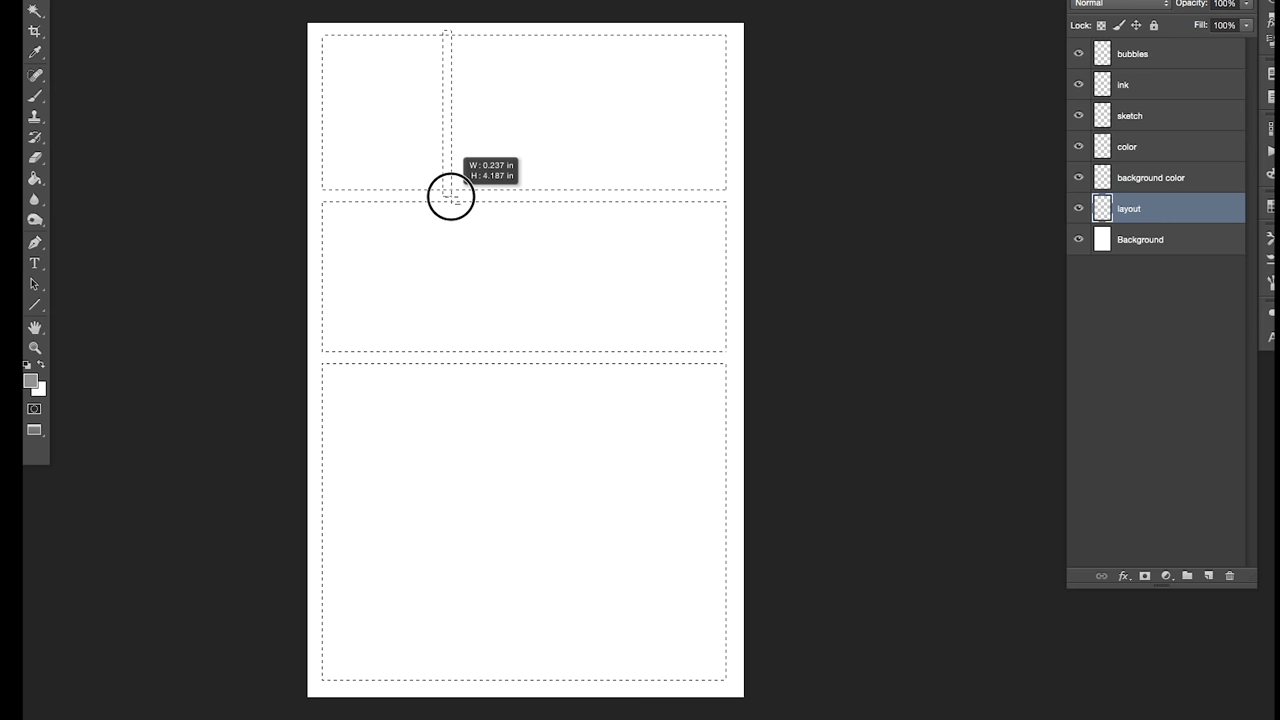 Normal
Opacity: 100%
Lock:
Fill: 100%
bubbles
ink
sketch
color
background color
layout
Background
W: 0.237 in
H: 4.187 in
T
fx.